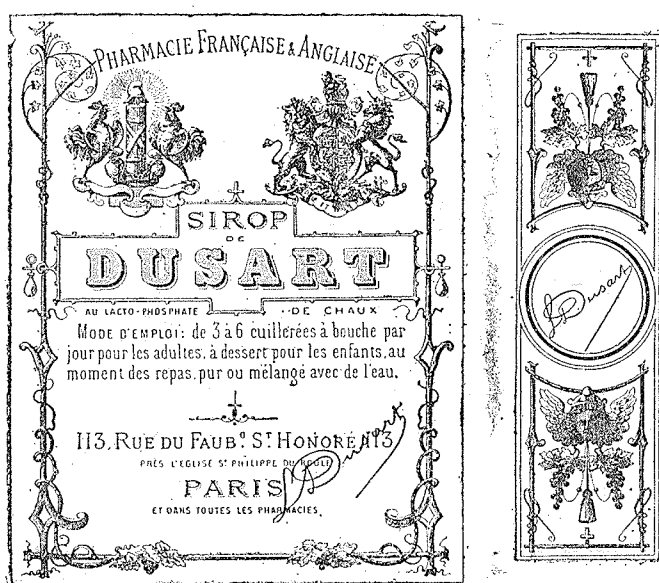 PHARMACIE FRANÇAISE & ANGLAISE
SIROP
DE
DUSART
AU LACTO-PHOSPHATE DE CHAUX
MODE D'EMPLOI: de 3 à 6 cuillerées à bouche par
jour pour les adultes, à dessert pour les enfants, au
moment des repas, pur ou mélangé avec de l'eau.
113, RUE DU FAUBG ST HONORÉ, 113
PRÈS L'ÉGLISE ST PHILIPPE DU ROULE
PARIS
ET DANS TOUTES LES PHARMACIES.
Dusart
Dusart